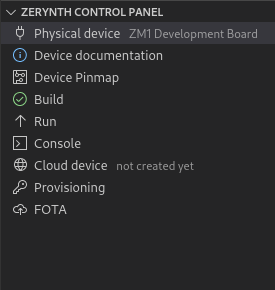 ZERYNTH CONTROL PANEL
Physical device ZM1 Development Board
Device documentation
Device Pinmap
Build
Run
Console
Cloud device not created yet
Provisioning
FOTA